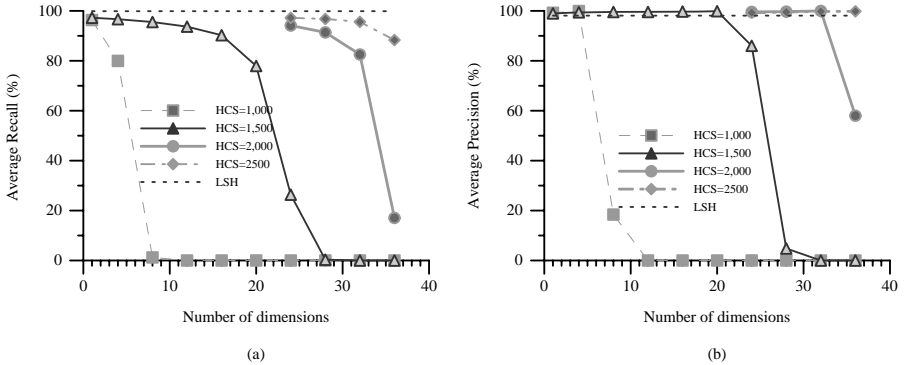 100
80
60
40
20
0
Average Recall (%)
HCS=1,000
HCS=1,500
HCS=2,000
HCS=2500
LSH
0 10 20 30 40
Number of dimensions
(a)
100
80
60
40
20
0
Average Precision (%)
HCS=1,000
HCS=1,500
HCS=2,000
HCS=2500
LSH
0 10 20 30 40
Number of dimensions
(b)